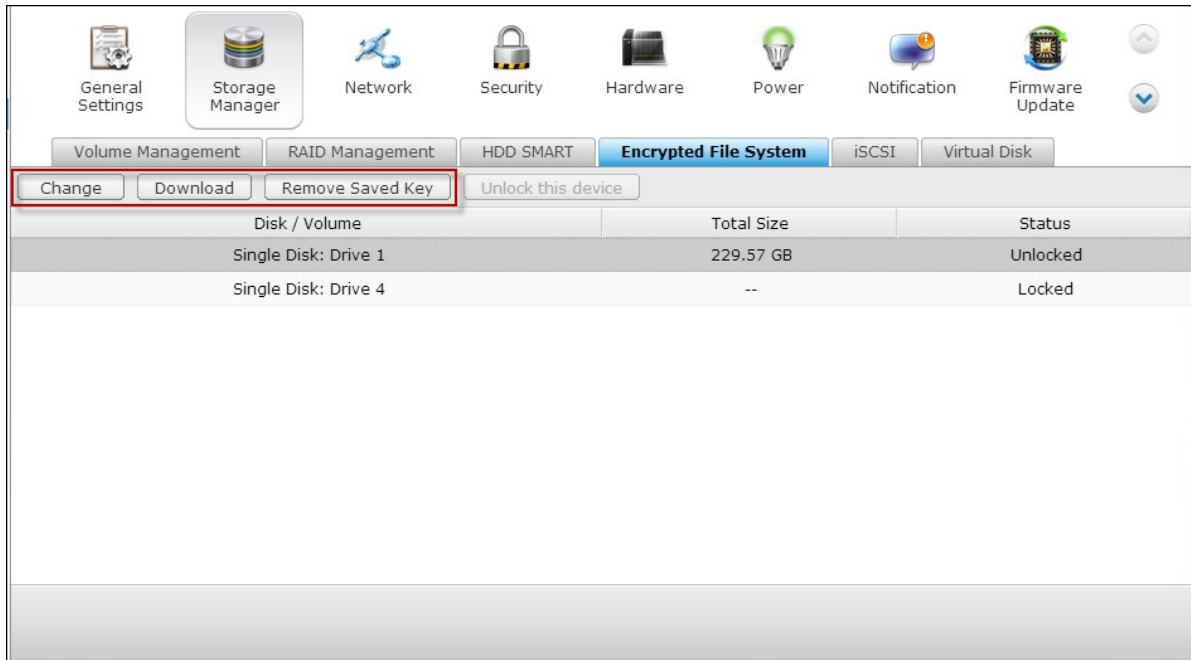 General Settings
Storage Manager
Network
Security
Hardware
Power
Notification
Firmware Update
Volume Management
RAID Management
HDD SMART
Encrypted File System
iSCSI
Virtual Disk
Change
Download
Remove Saved Key
Unlock this device
Disk / Volume Total Size Status
Single Disk: Drive 1 229.57 GB Unlocked
Single Disk: Drive 4 -- Locked